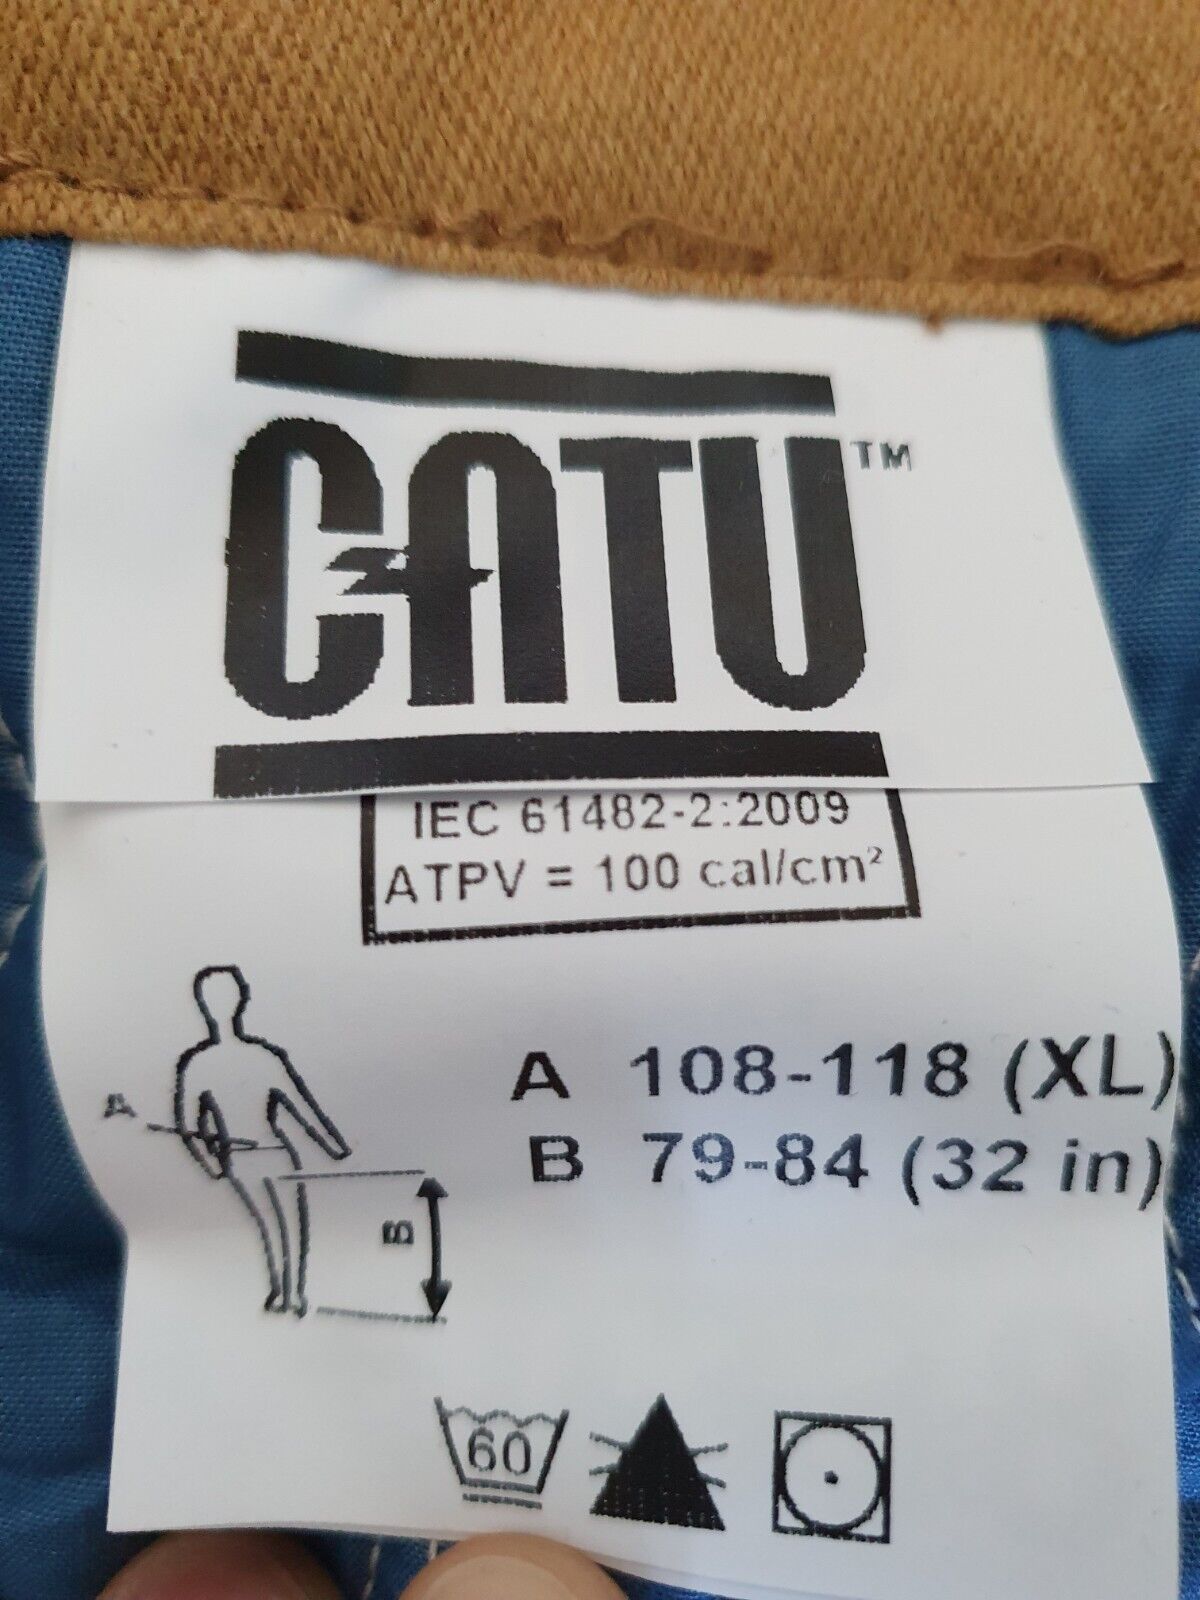 CATU™
IEC 61482-2:2009
ATPV = 100 cal/cm²
A
A 108-118 (XL)
B 79-84 (32 in)
B
60